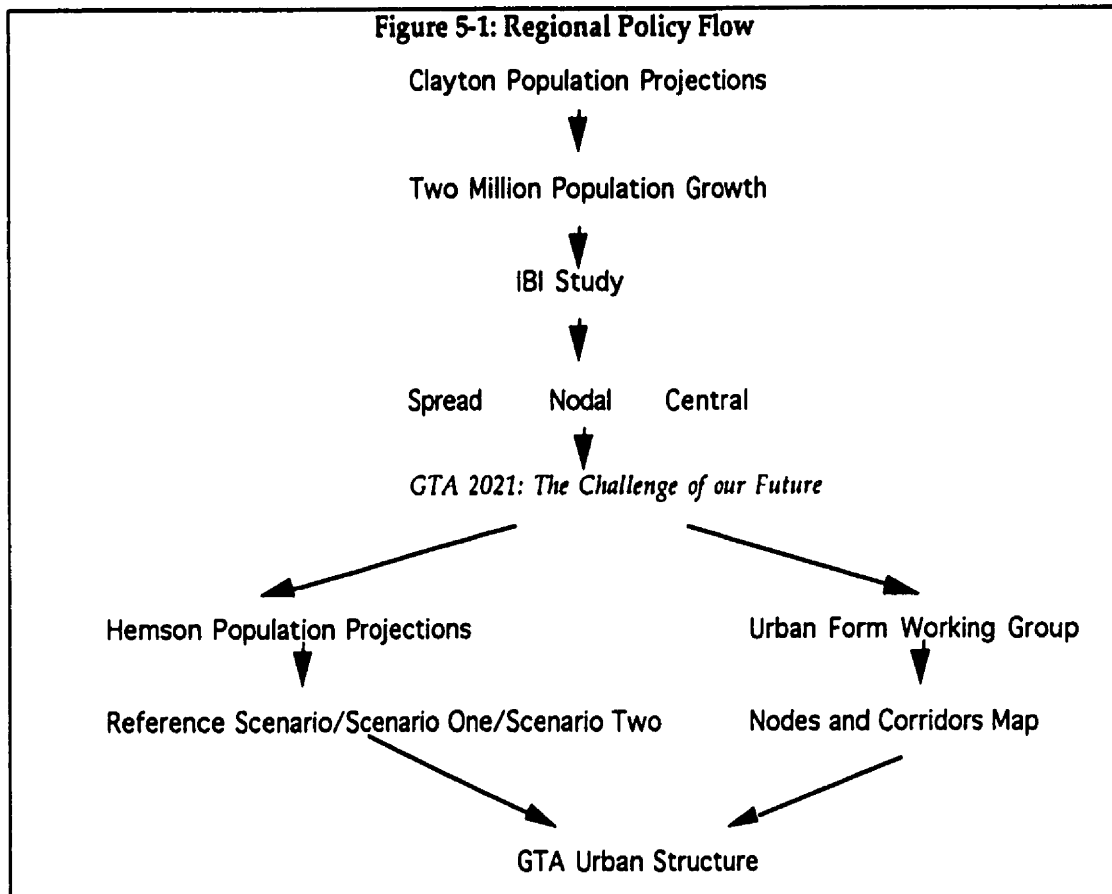 Figure 5-1: Regional Policy Flow
Clayton Population Projections
Two Million Population Growth
IBI Study
Spread Nodal Central
GTA 2021: The Challenge of our Future
Hemson Population Projections Urban Form Working Group
Reference Scenario/Scenario One/Scenario Two Nodes and Corridors Map
GTA Urban Structure